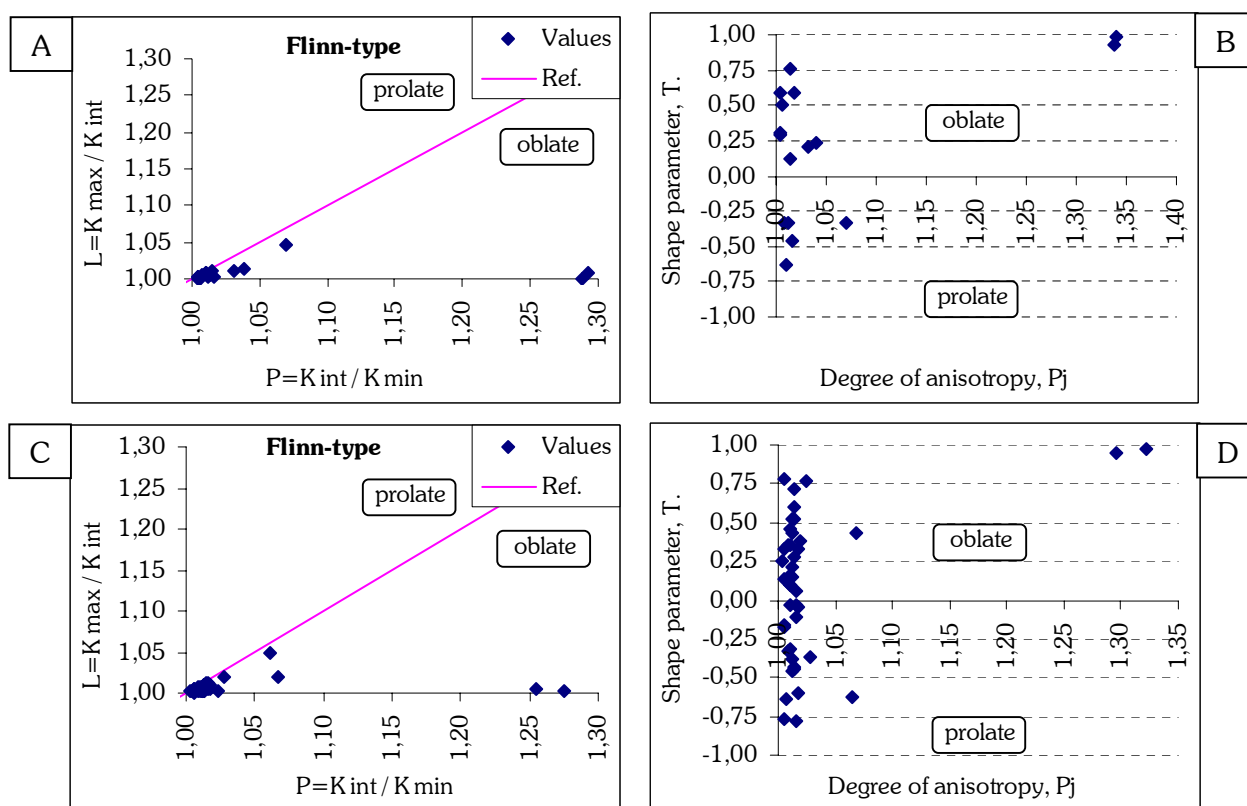 A
Flinn-type
Values
Ref.
prolate
oblate
L=K max / K int
1,30
1,25
1,20
1,15
1,10
1,05
1,00
1,00
1,05
1,10
1,15
1,20
1,25
1,30
P=K int / K min
B
Shape parameter, T.
1,00
0,75
0,50
0,25
0,00
-0,25
-0,50
-0,75
-1,00
oblate
prolate
1,00
1,05
1,10
1,15
1,20
1,25
1,30
1,35
1,40
Degree of anisotropy, Pj
C
Flinn-type
Values
Ref.
prolate
oblate
L=K max / K int
1,30
1,25
1,20
1,15
1,10
1,05
1,00
1,00
1,05
1,10
1,15
1,20
1,25
1,30
P=K int / K min
D
Shape parameter, T.
1,00
0,75
0,50
0,25
0,00
-0,25
-0,50
-0,75
-1,00
oblate
prolate
1,00
1,05
1,10
1,15
1,20
1,25
1,30
1,35
Degree of anisotropy, Pj